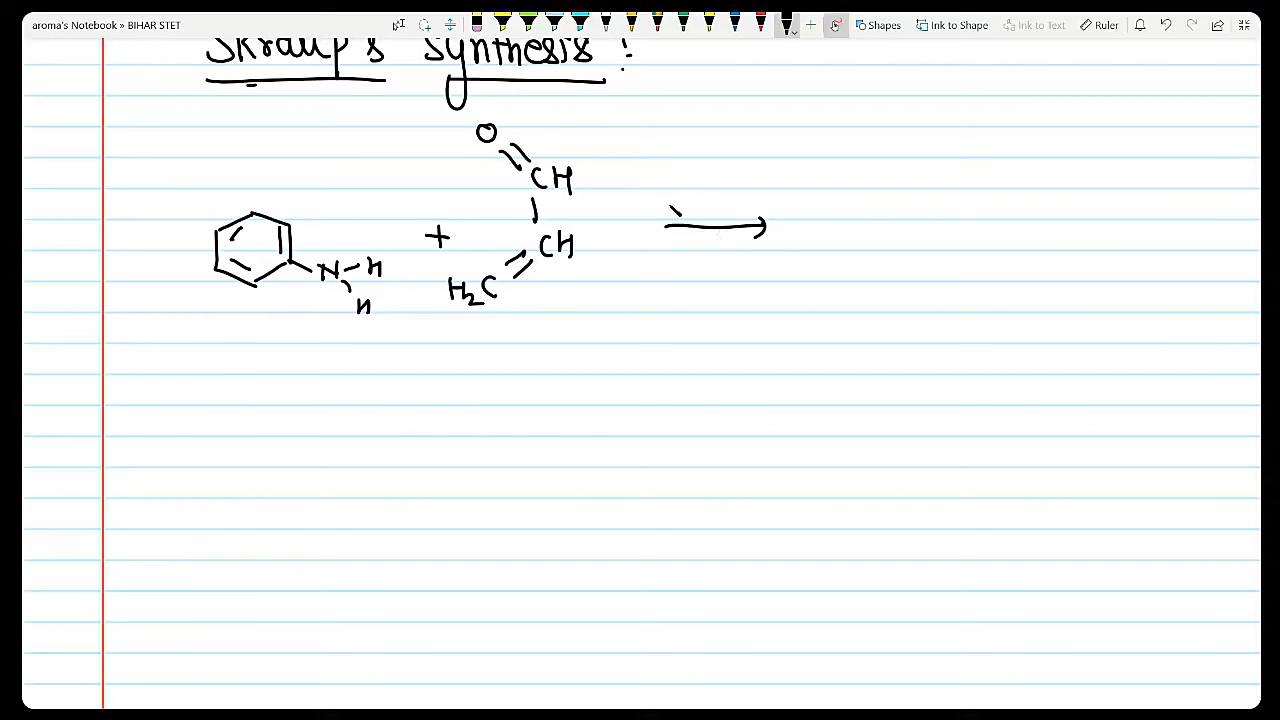 aroma's Notebook » BIHAR STET
Shapes
Ink to Shape
Ink to Text
Ruler
Skraup's Synthesis :
O
CH
+
CH
N H
H
H2C